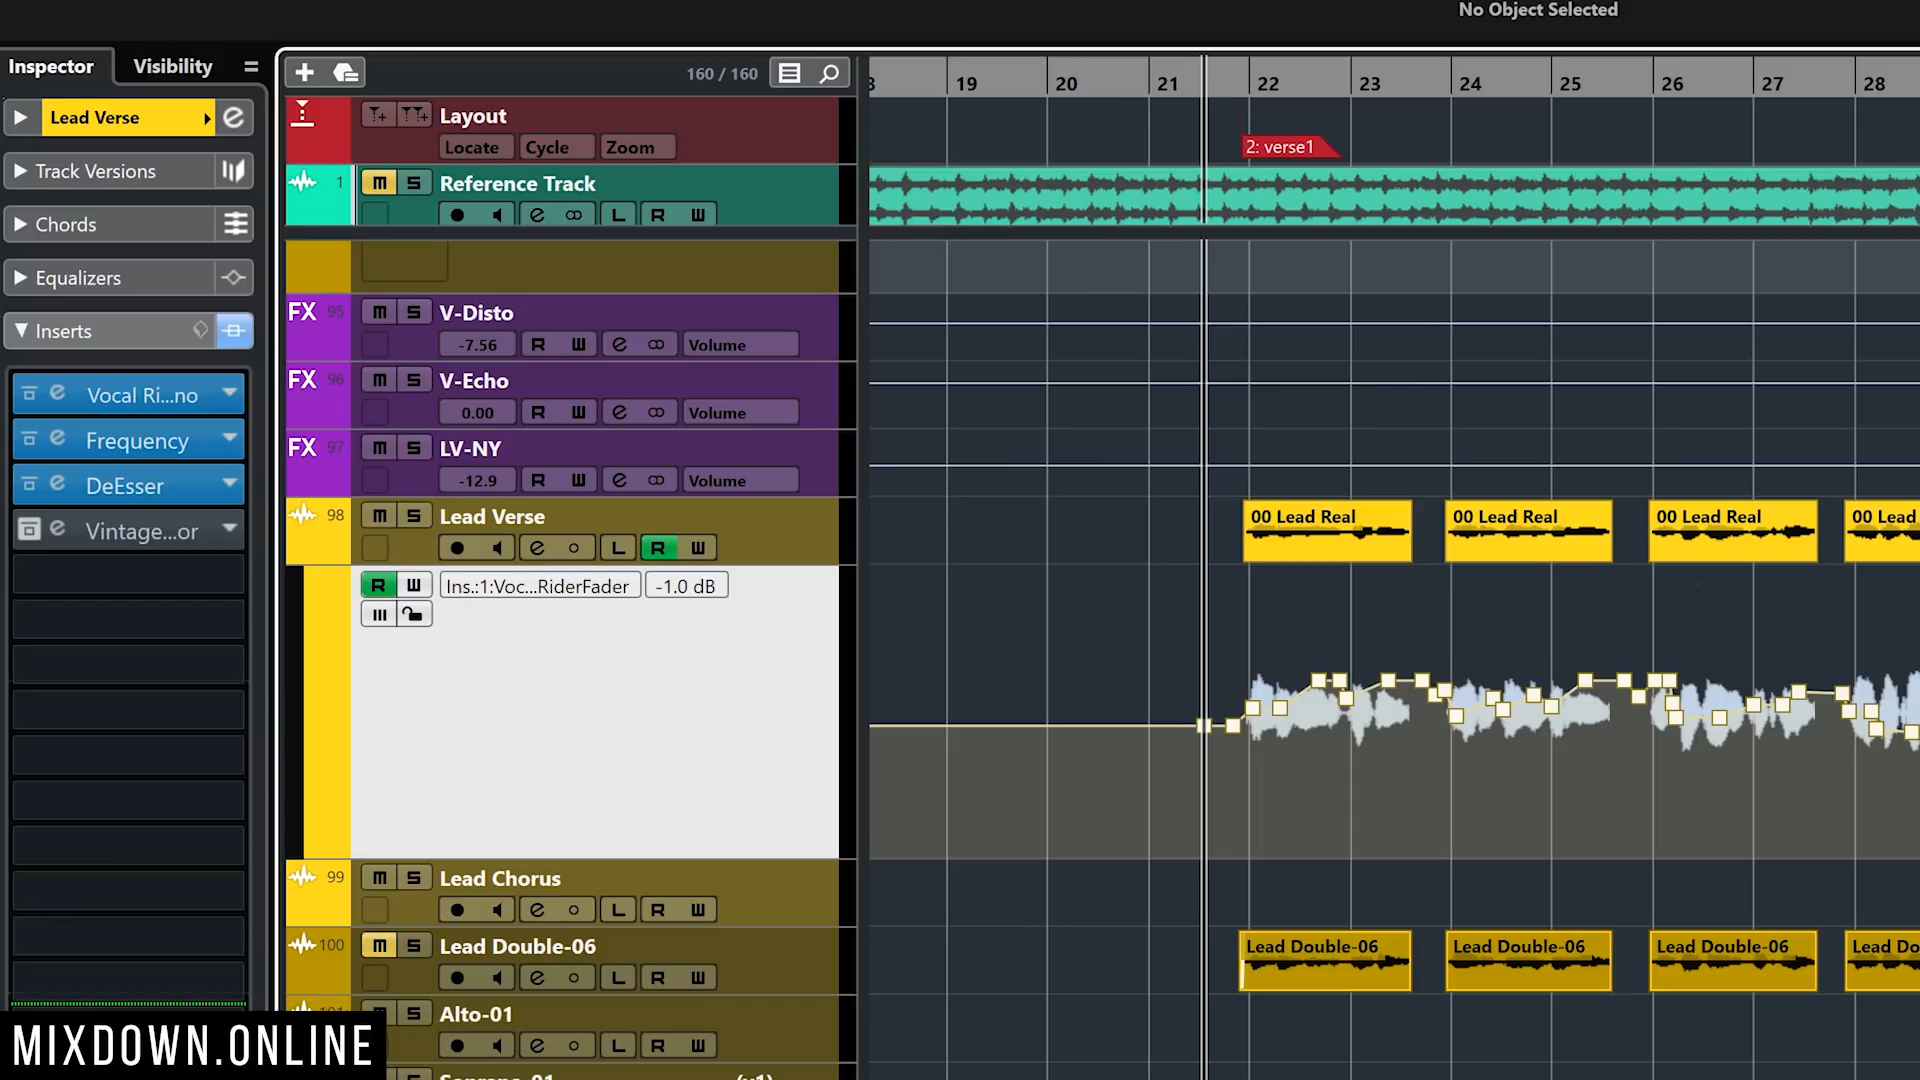 No Object Selected
Inspector
Visibility
160 / 160
19 20 21 22 23 24 25 26 27 28
Lead Verse
Layout
Locate Cycle Zoom
2: verse1
Track Versions
1 M S Reference Track
L R W
Chords
Equalizers
Inserts
FX 95 M S V-Disto
-7.56 R W Volume
FX 96 M S V-Echo
0.00 R W Volume
Vocal Ri...no
Frequency
FX 97 M S LV-NY
-12.9 R W Volume
DeEsser
Vintage...or
98 M S Lead Verse
L R W
00 Lead Real
00 Lead Real
00 Lead Real
00 Lead
R W Ins.:1:Voc...RiderFader -1.0 dB
99 M S Lead Chorus
L R W
100 M S Lead Double-06
L R W
Lead Double-06
Lead Double-06
Lead Double-06
Lead Do
101 S Alto-01
L R W
MIXDOWN.ONLINE